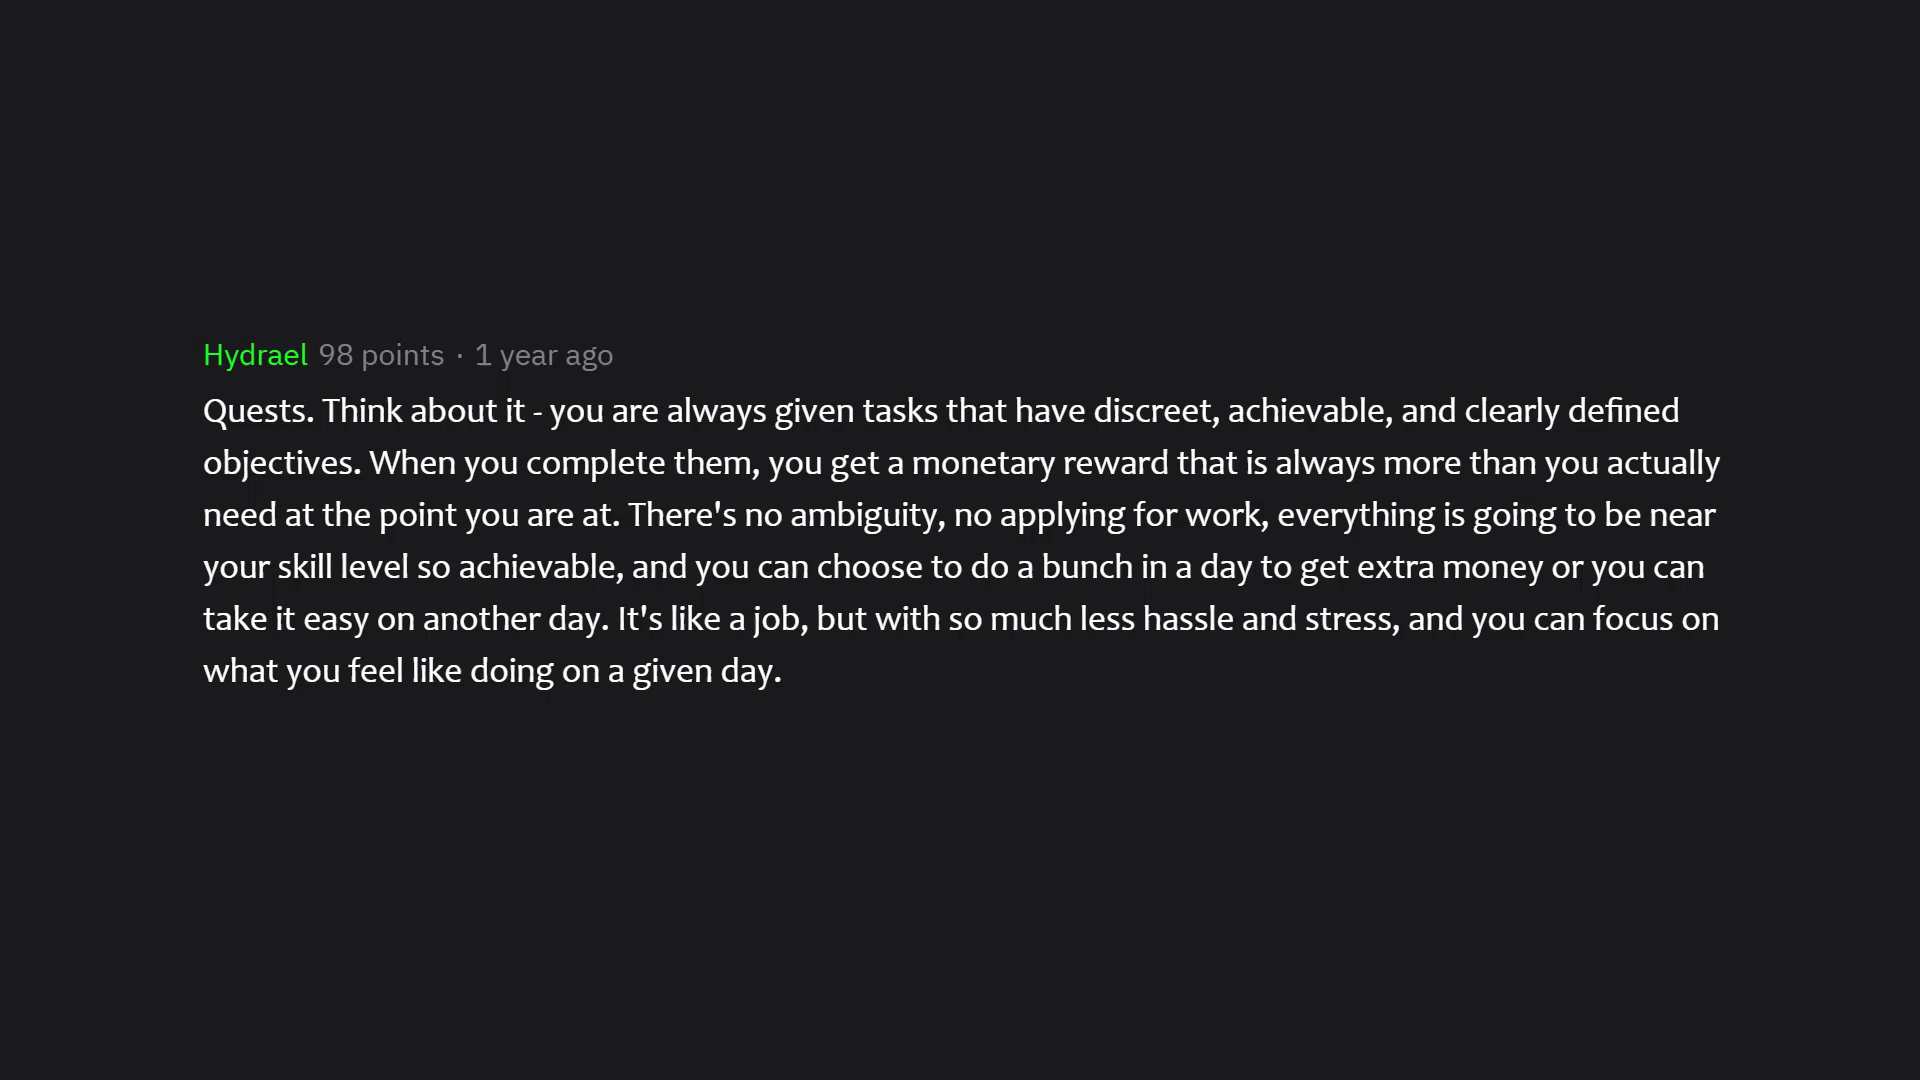 Hydrael 98 points · 1 year ago
Quests. Think about it - you are always given tasks that have discreet, achievable, and clearly defined
objectives. When you complete them, you get a monetary reward that is always more than you actually
need at the point you are at. There's no ambiguity, no applying for work, everything is going to be near
your skill level so achievable, and you can choose to do a bunch in a day to get extra money or you can
take it easy on another day. It's like a job, but with so much less hassle and stress, and you can focus on
what you feel like doing on a given day.